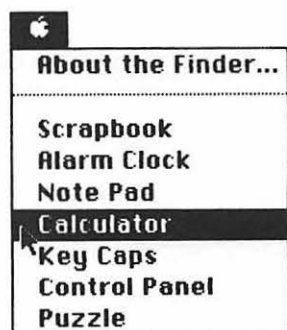 About the Finder...
Scrapbook
Alarm Clock
Note Pad
Calculator
Key Caps
Control Panel
Puzzle